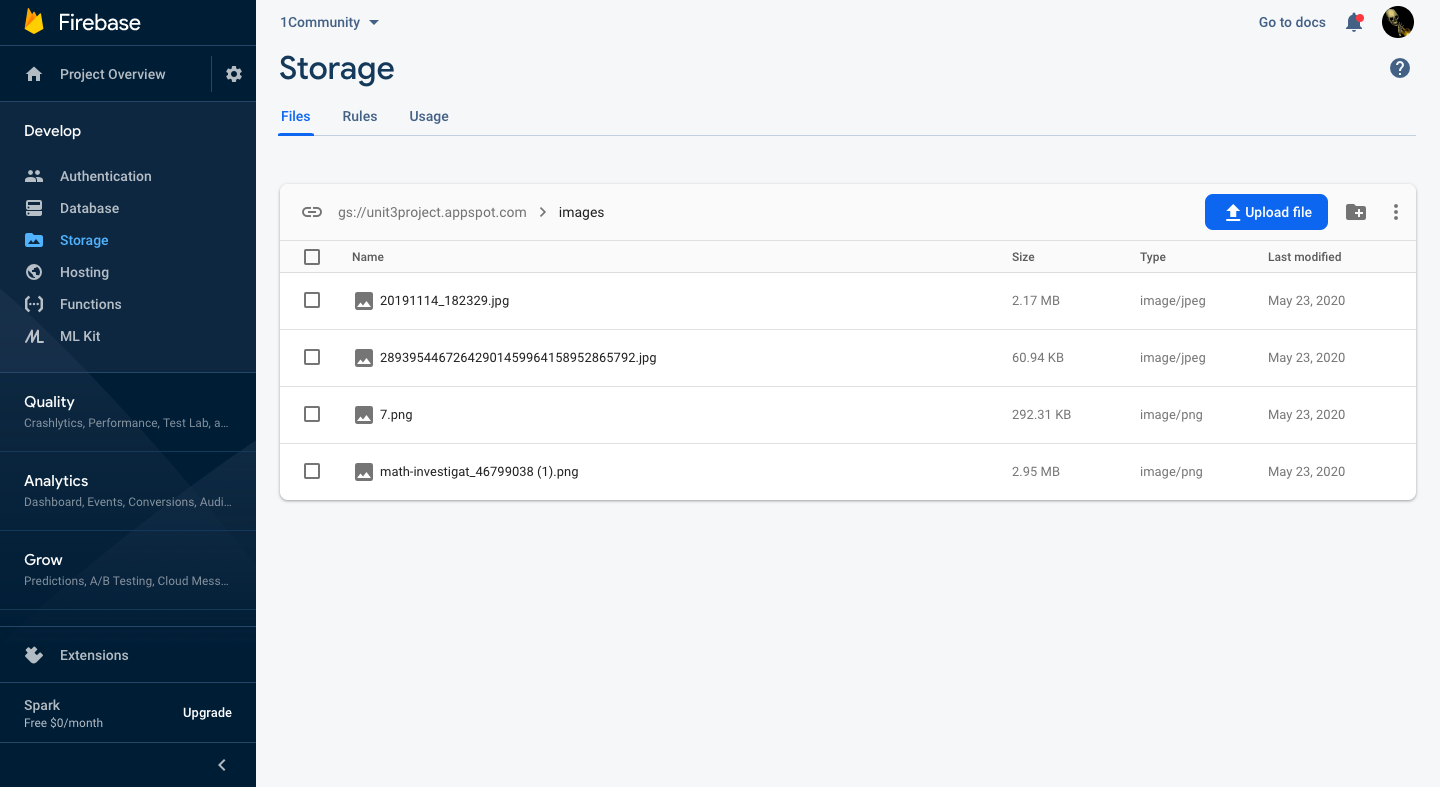 Firebase
Project Overview
Develop
Authentication
Database
Storage
Hosting
Functions
ML Kit
Quality
Crashlytics, Performance, Test Lab, a...
Analytics
Dashboard, Events, Conversions, Audi...
Grow
Predictions, A/B Testing, Cloud Mess...
Extensions
Spark
Free $0/month
Upgrade
1Community
Go to docs
Storage
Files Rules Usage
gs://unit3project.appspot.com images Upload file
Name Size Type Last modified
20191114_182329.jpg 2.17 MB image/jpeg May 23, 2020
28939544672642901459964158952865792.jpg 60.94 KB image/jpeg May 23, 2020
7.png 292.31 KB image/png May 23, 2020
math-investigat_46799038 (1).png 2.95 MB image/png May 23, 2020